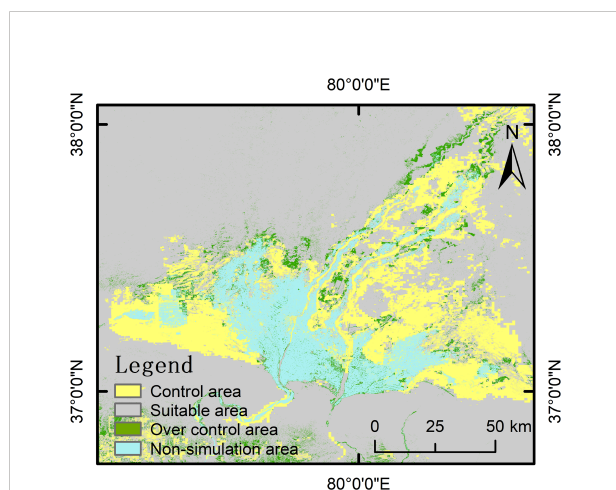 80°0'0"E
38°0'0"N
38°0'0"N
N
37°0'0"N
37°0'0"N
Legend
Control area
Suitable area
Over control area
Non-simulation area
0 25 50 km
80°0'0"E